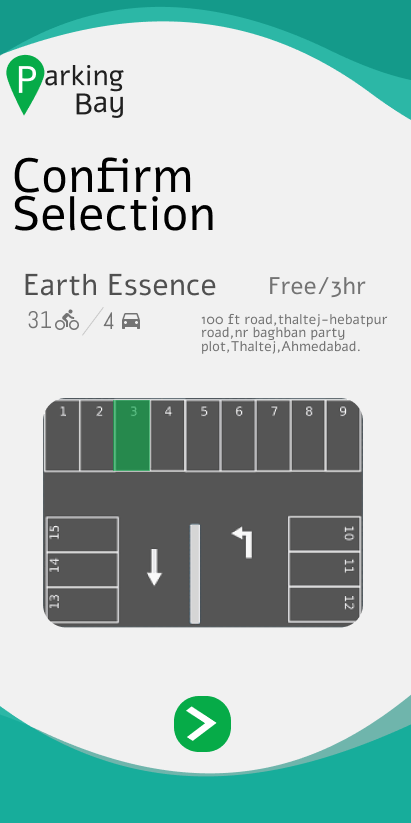 Parking
Bay
Confirm
Selection
Earth Essence
Free/3hr
31 / 4
100 ft road,thaltej-hebatpur
road,nr baghban party
plot,Thaltej,Ahmedabad.
1 2 3 4 5 6 7 8 9
15
14
13
10
11
12